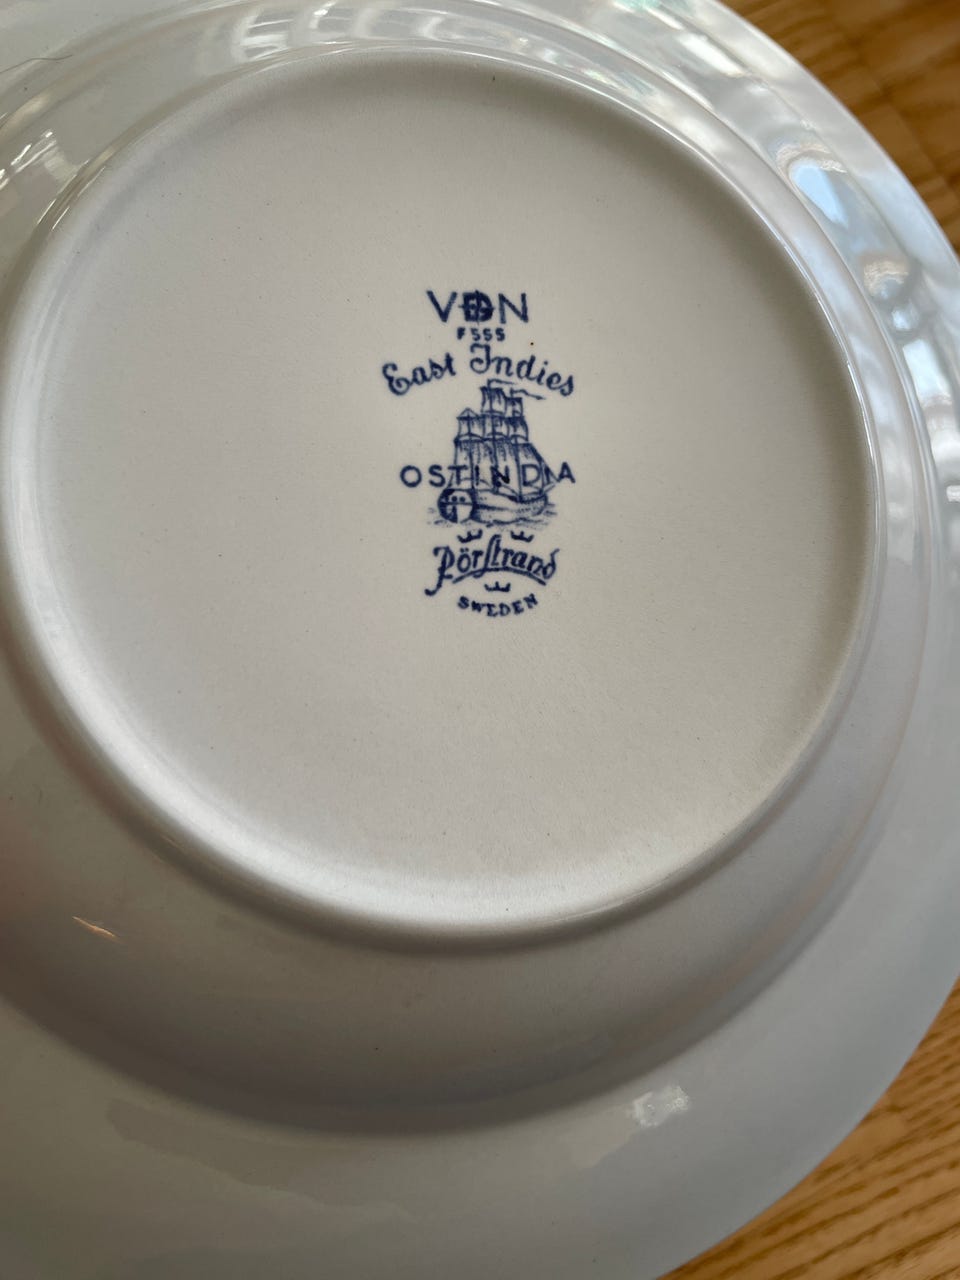 VDN
F555
East Indies
OSTINDIA
Rörstrand
SWEDEN